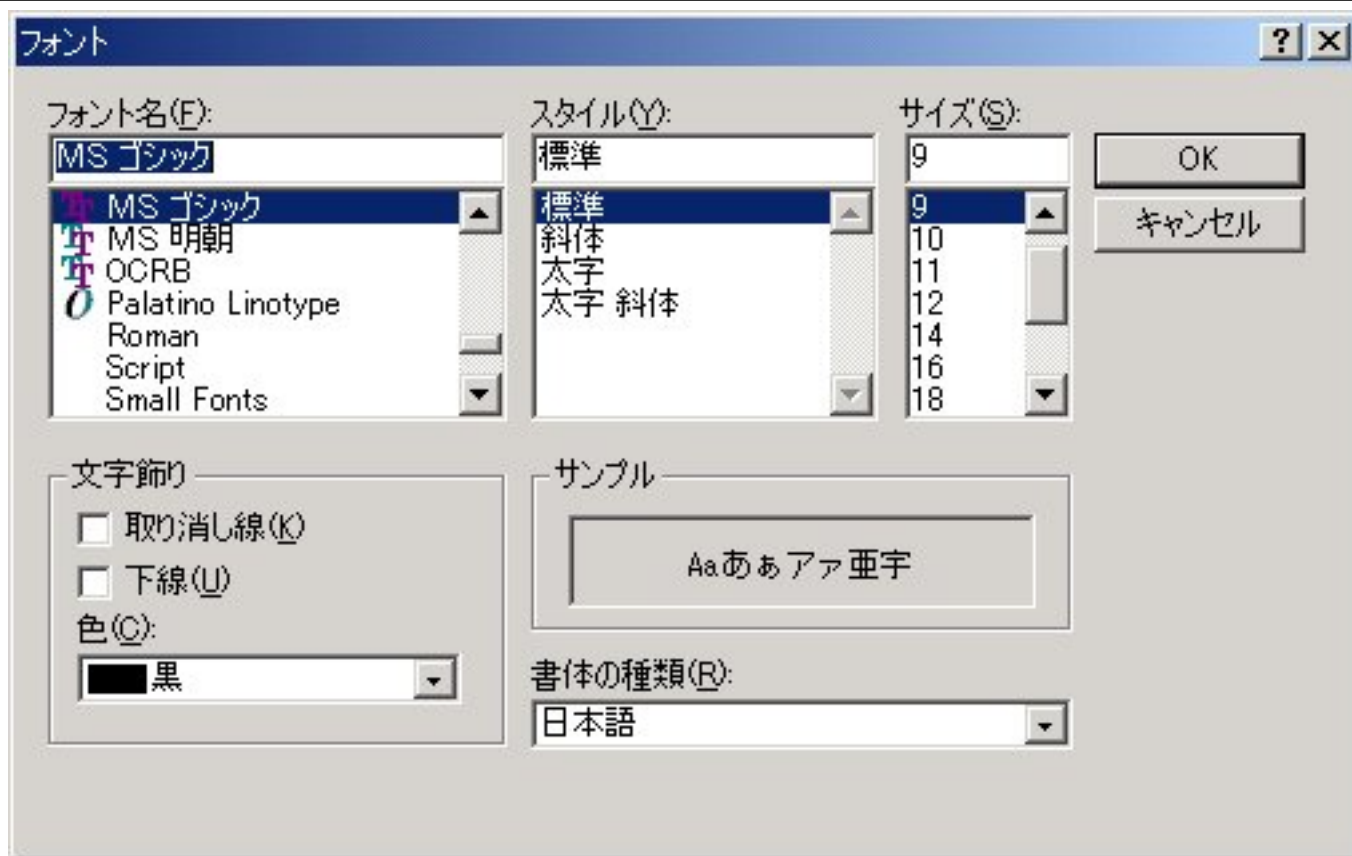 フォント
フォント名(F):
MS ゴシック
MS ゴシック
MS 明朝
OCRB
Palatino Linotype
Roman
Script
Small Fonts
スタイル(Y):
標準
標準
斜体
太字
太字 斜体
サイズ(S):
9
9
10
11
12
14
16
18
OK
キャンセル
文字飾り
取り消し線(K)
下線(U)
色(C):
黒
サンプル
Aaあぁアァ亜宇
書体の種類(R):
日本語